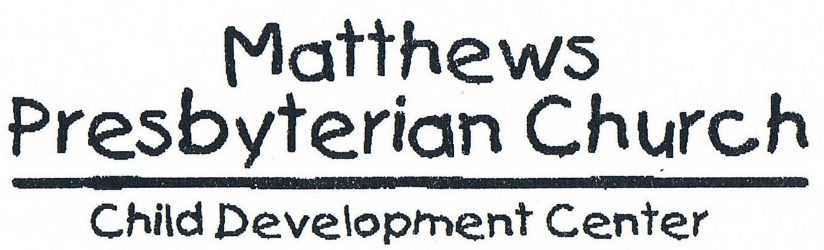 Matthews
Presbyterian Church
Child Development Center